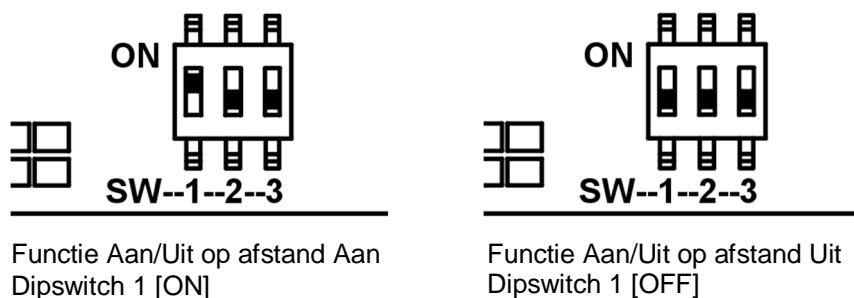 ON
SW--1--2--3
Functie Aan/Uit op afstand Aan
Dipswitch 1 [ON]
ON
SW--1--2--3
Functie Aan/Uit op afstand Uit
Dipswitch 1 [OFF]